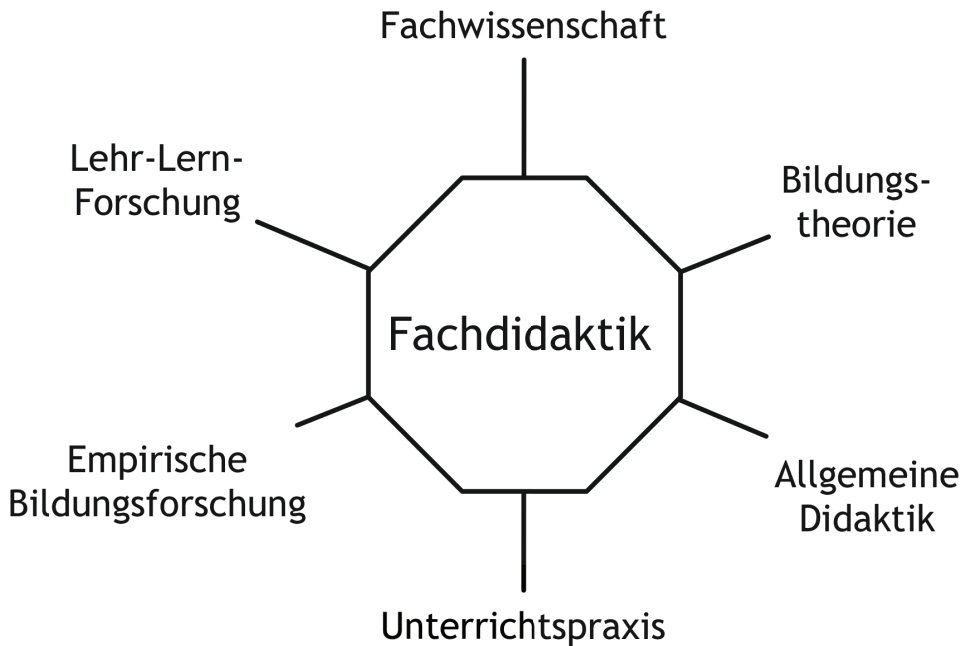 Fachwissenschaft
Lehr-Lern-
Forschung
Bildungs-
theorie
Fachdidaktik
Empirische
Bildungsforschung
Allgemeine
Didaktik
Unterrichtspraxis